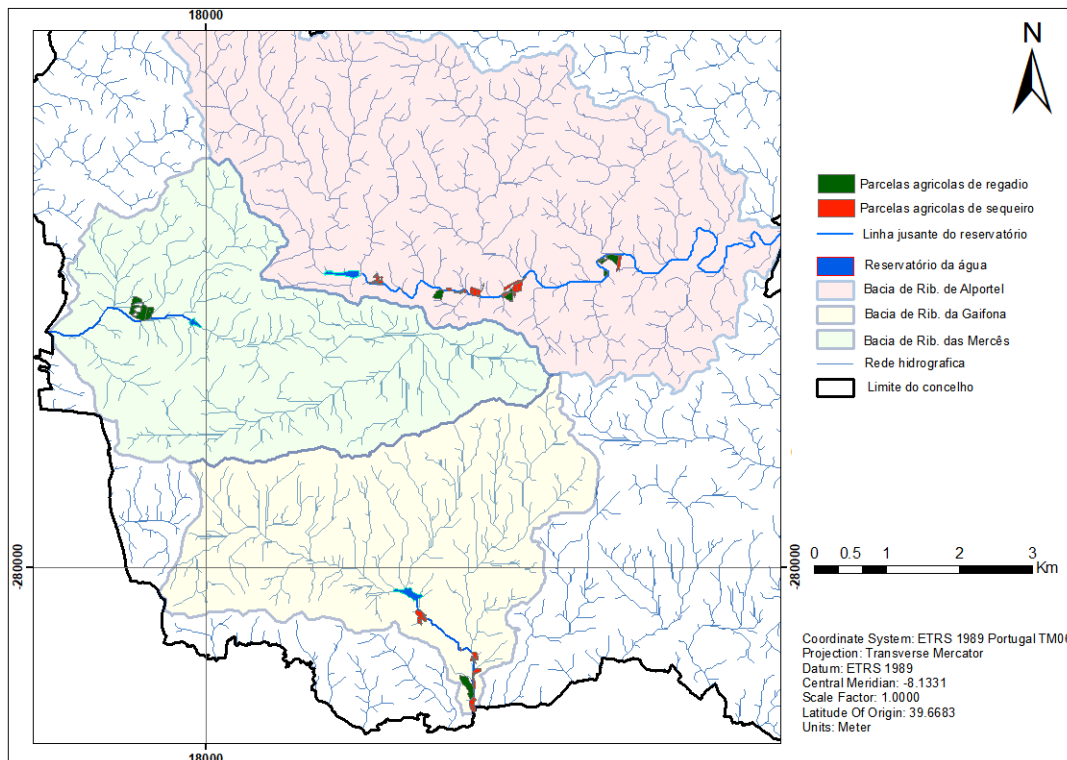 18000
N
Parcelas agricolas de regadio
Parcelas agricolas de sequeiro
Linha jusante do reservatório
Reservatório da água
Bacia de Rib. de Alportel
Bacia de Rib. da Gaifona
Bacia de Rib. das Mercês
Rede hidrografica
Limite do concelho
-280000
-280000
0 0.5 1 2 3
Km
Coordinate System: ETRS 1989 Portugal TM06
Projection: Transverse Mercator
Datum: ETRS 1989
Central Meridian: -8.1331
Scale Factor: 1.0000
Latitude Of Origin: 39.6683
Units: Meter
18000